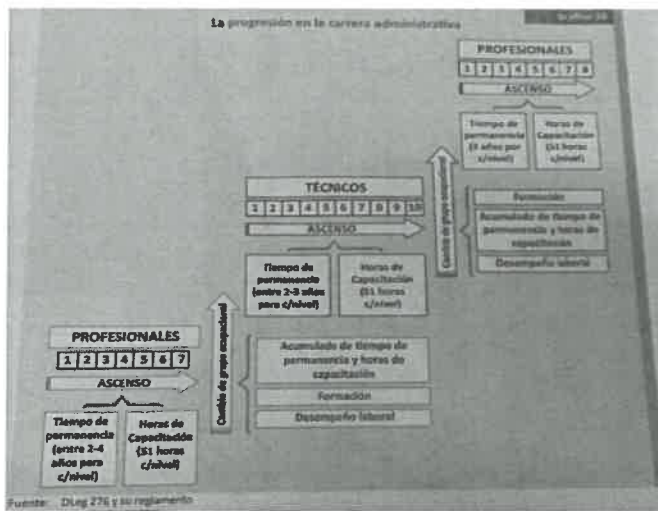 Gráfico 10
La progresión en la carrera administrativa
PROFESIONALES
1 2 3 4 5 6 7 8
ASCENSO
Tiempo de
permanencia
(3 años por
c/nivel)
Horas de
Capacitación
(51 horas
c/nivel)
Cambio de grupo ocupacional
Formación
Acumulado de tiempo de
permanencia y horas de
capacitación
Desempeño laboral
TÉCNICOS
1 2 3 4 5 6 7 8 9 10
ASCENSO
Tiempo de
permanencia
(entre 2-3 años
para c/nivel)
Horas de
Capacitación
(51 horas
c/nivel)
Cambio de grupo ocupacional
Acumulado de tiempo de
permanencia y horas de
capacitación
Formación
Desempeño laboral
PROFESIONALES
1 2 3 4 5 6 7
ASCENSO
Tiempo de
permanencia
(entre 2-4
años para
c/nivel)
Horas de
Capacitación
(51 horas
c/nivel)
Fuente: DLeg 276 y su reglamento